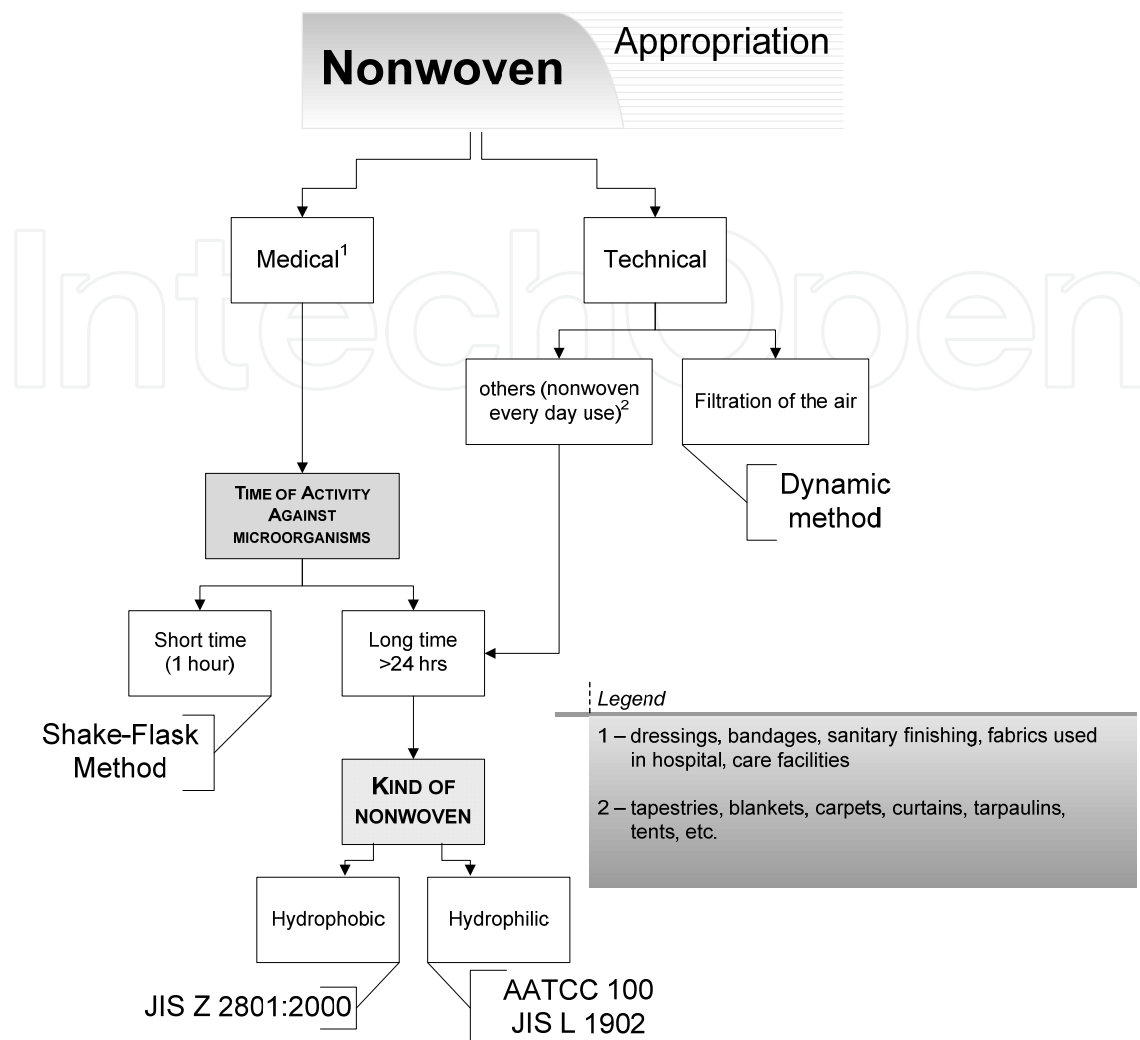 Nonwoven
Appropriation
IntechOpen
Medical1
Technical
others (nonwoven
every day use)2
Filtration of the air
Dynamic
method
TIME OF ACTIVITY
AGAINST
MICROORGANISMS
Short time
(1 hour)
Long time
>24 hrs
Shake-Flask
Method
KIND OF
NONWOVEN
Legend
1 – dressings, bandages, sanitary finishing, fabrics used
in hospital, care facilities
2 – tapestries, blankets, carpets, curtains, tarpaulins,
tents, etc.
Hydrophobic
Hydrophilic
JIS Z 2801:2000
AATCC 100
JIS L 1902